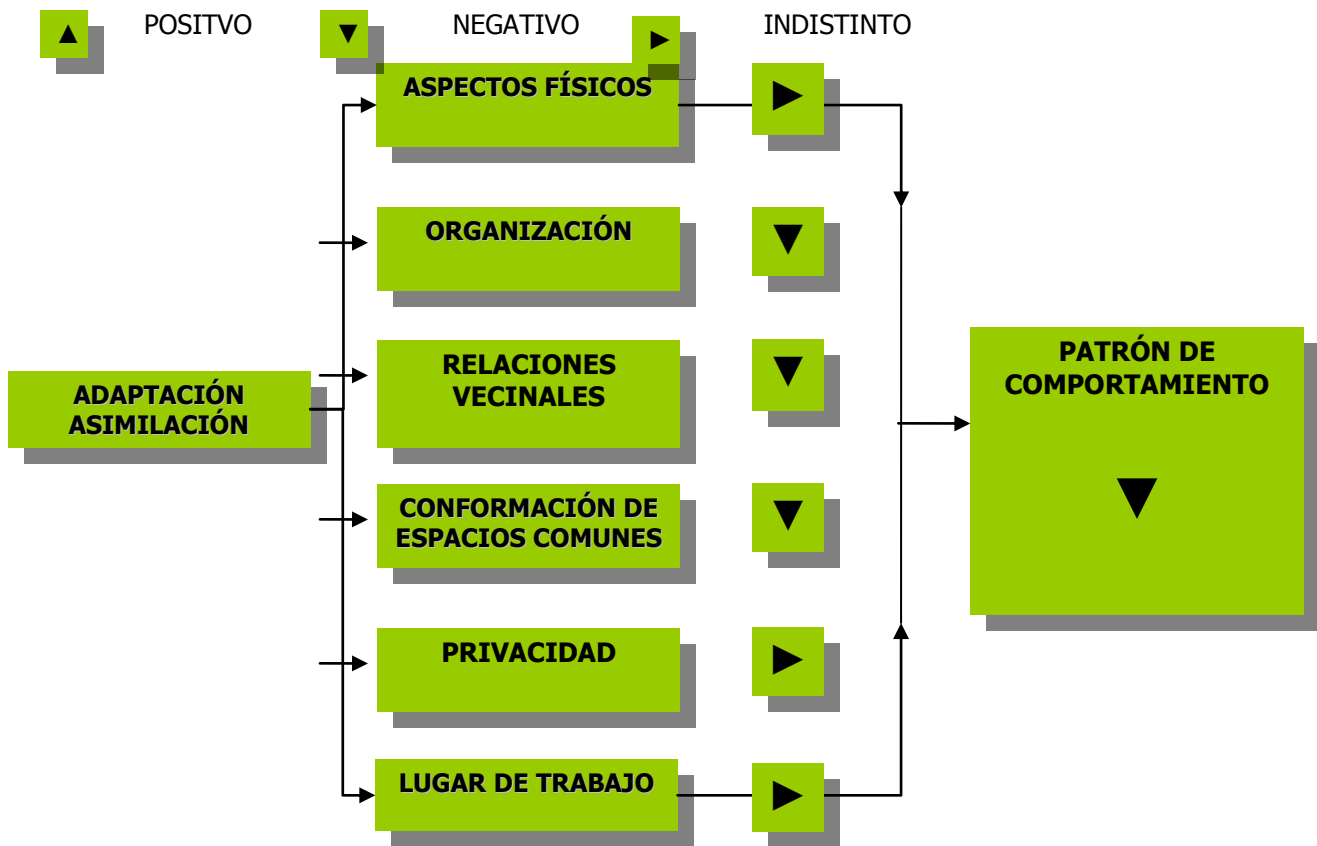 ▲ POSITVO ▼ NEGATIVO ► INDISTINTO
ASPECTOS FÍSICOS ►
ORGANIZACIÓN ▼
RELACIONES
VECINALES ▼
ADAPTACIÓN
ASIMILACIÓN
CONFORMACIÓN DE
ESPACIOS COMUNES ▼
PRIVACIDAD ►
LUGAR DE TRABAJO ►
PATRÓN DE
COMPORTAMIENTO
▼